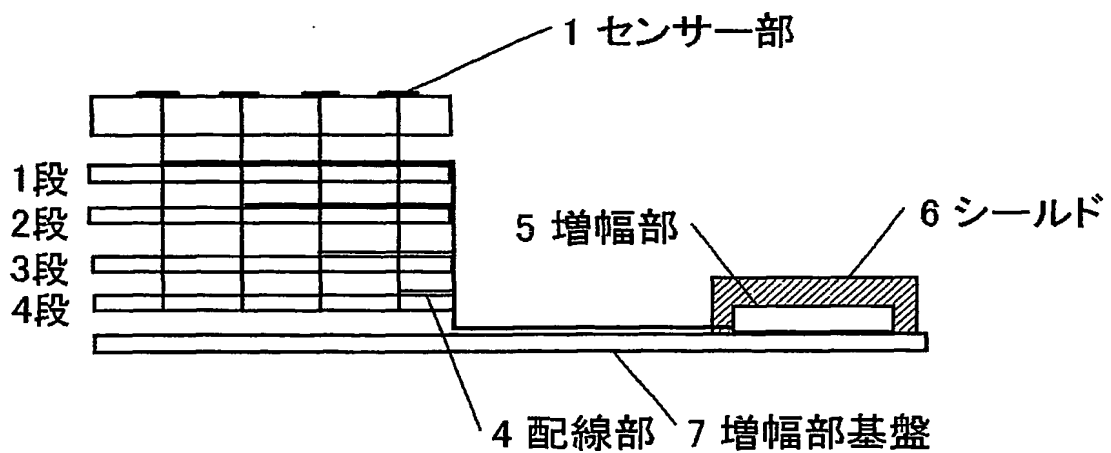 1 センサー部
1段
2段
3段
4段
5 増幅部
6 シールド
4 配線部
7 増幅部基盤